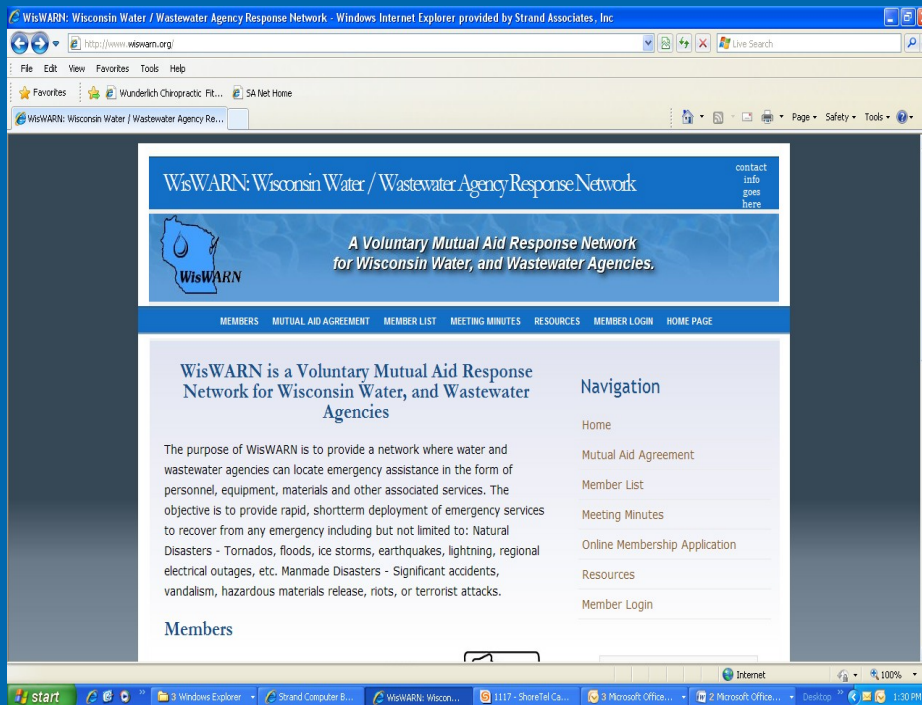 WisWARN: Wisconsin Water / Wastewater Agency Response Network - Windows Internet Explorer provided by Strand Associates, Inc
http://www.wiswarn.org/
Live Search
File Edit View Favorites Tools Help
Favorites Wunderlich Chiropractic Fit... SA Net Home
WisWARN: Wisconsin Water / Wastewater Agency Re...
Page Safety Tools
WisWARN: Wisconsin Water / Wastewater Agency Response Network
contact
info
goes
here
A Voluntary Mutual Aid Response Network
for Wisconsin Water, and Wastewater Agencies.
WisWARN
MEMBERS MUTUAL AID AGREEMENT MEMBER LIST MEETING MINUTES RESOURCES MEMBER LOGIN HOME PAGE
WisWARN is a Voluntary Mutual Aid Response
Network for Wisconsin Water, and Wastewater
Agencies
The purpose of WisWARN is to provide a network where water and
wastewater agencies can locate emergency assistance in the form of
personnel, equipment, materials and other associated services. The
objective is to provide rapid, shortterm deployment of emergency services
to recover from any emergency including but not limited to: Natural
Disasters - Tornados, floods, ice storms, earthquakes, lightning, regional
electrical outages, etc. Manmade Disasters - Significant accidents,
vandalism, hazardous materials release, riots, or terrorist attacks.
Members
Navigation
Home
Mutual Aid Agreement
Member List
Meeting Minutes
Online Membership Application
Resources
Member Login
Internet 100%
start 3 Windows Explorer Strand Computer B... WisWARN: Wiscon... 1117 - ShoreTel Ca... 3 Microsoft Office... 2 Microsoft Office... Desktop 1:30 PM